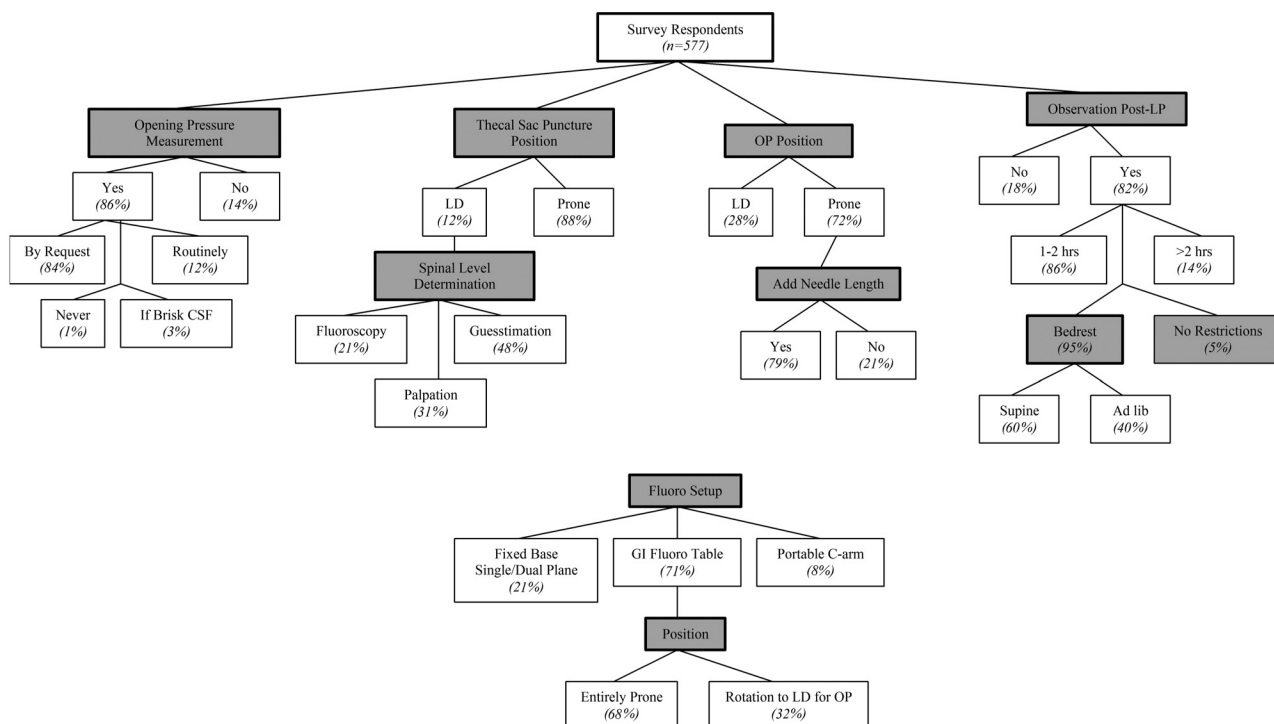 Survey Respondents
(n=577)
Opening Pressure
Measurement
Thecal Sac Puncture
Position
OP Position
Observation Post-LP
Yes
(86%)
No
(14%)
LD
(12%)
Prone
(88%)
LD
(28%)
Prone
(72%)
No
(18%)
Yes
(82%)
By Request
(84%)
Routinely
(12%)
Never
(1%)
If Brisk CSF
(3%)
Spinal Level
Determination
Fluoroscopy
(21%)
Guesstimation
(48%)
Palpation
(31%)
Add Needle Length
Yes
(79%)
No
(21%)
1-2 hrs
(86%)
>2 hrs
(14%)
Bedrest
(95%)
No Restrictions
(5%)
Supine
(60%)
Ad lib
(40%)
Fluoro Setup
Fixed Base
Single/Dual Plane
(21%)
GI Fluoro Table
(71%)
Portable C-arm
(8%)
Position
Entirely Prone
(68%)
Rotation to LD for OP
(32%)